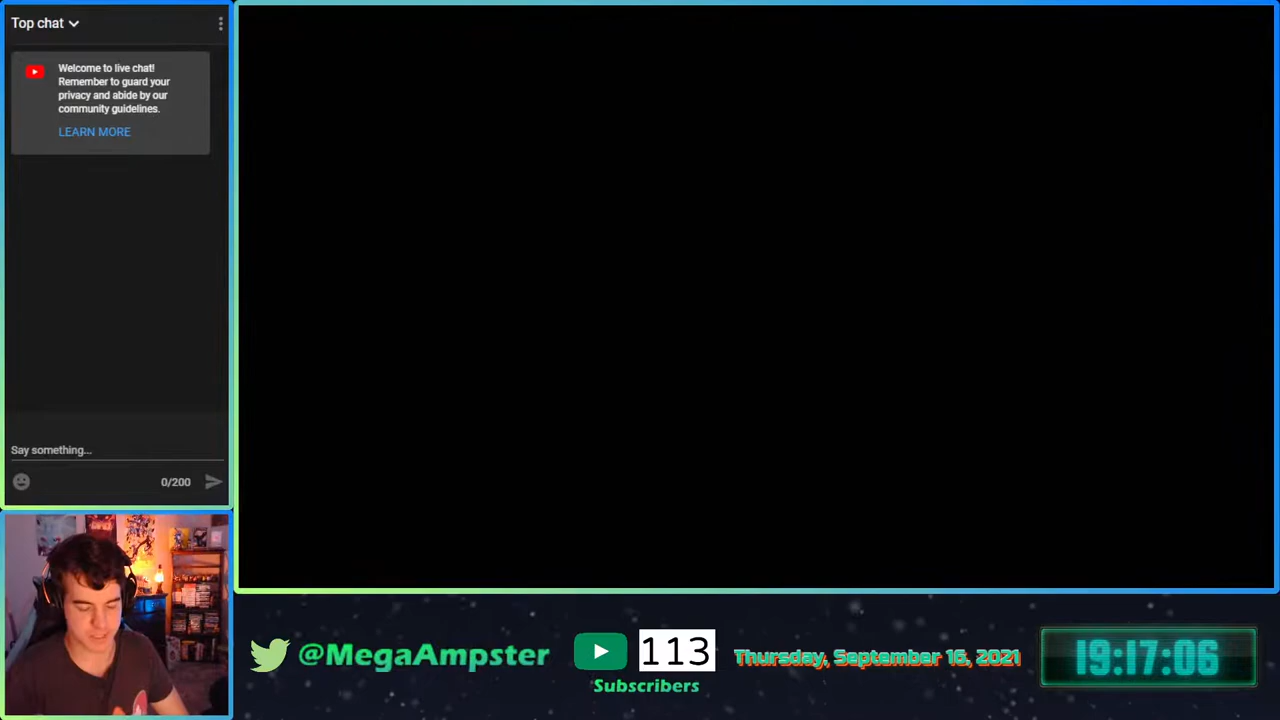 Top chat
Welcome to live chat!
Remember to guard your
privacy and abide by our
community guidelines.
LEARN MORE
Say something...
0/200
@MegaAmpster
113
Subscribers
Thursday, September 16, 2021
19:17:06